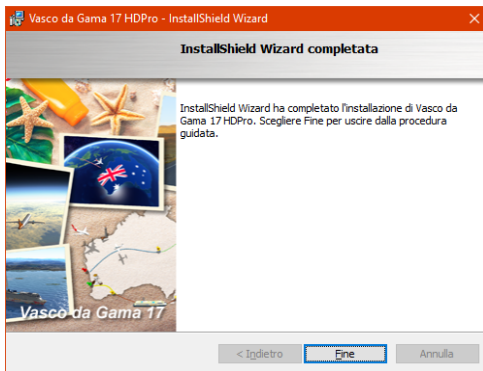 Vasco da Gama 17 HDPro - InstallShield Wizard
InstallShield Wizard completata
InstallShield Wizard ha completato l'installazione di Vasco da
Gama 17 HDPro. Scegliere Fine per uscire dalla procedura
guidata.
Vasco da Gama 17
< Indietro
Fine
Annulla